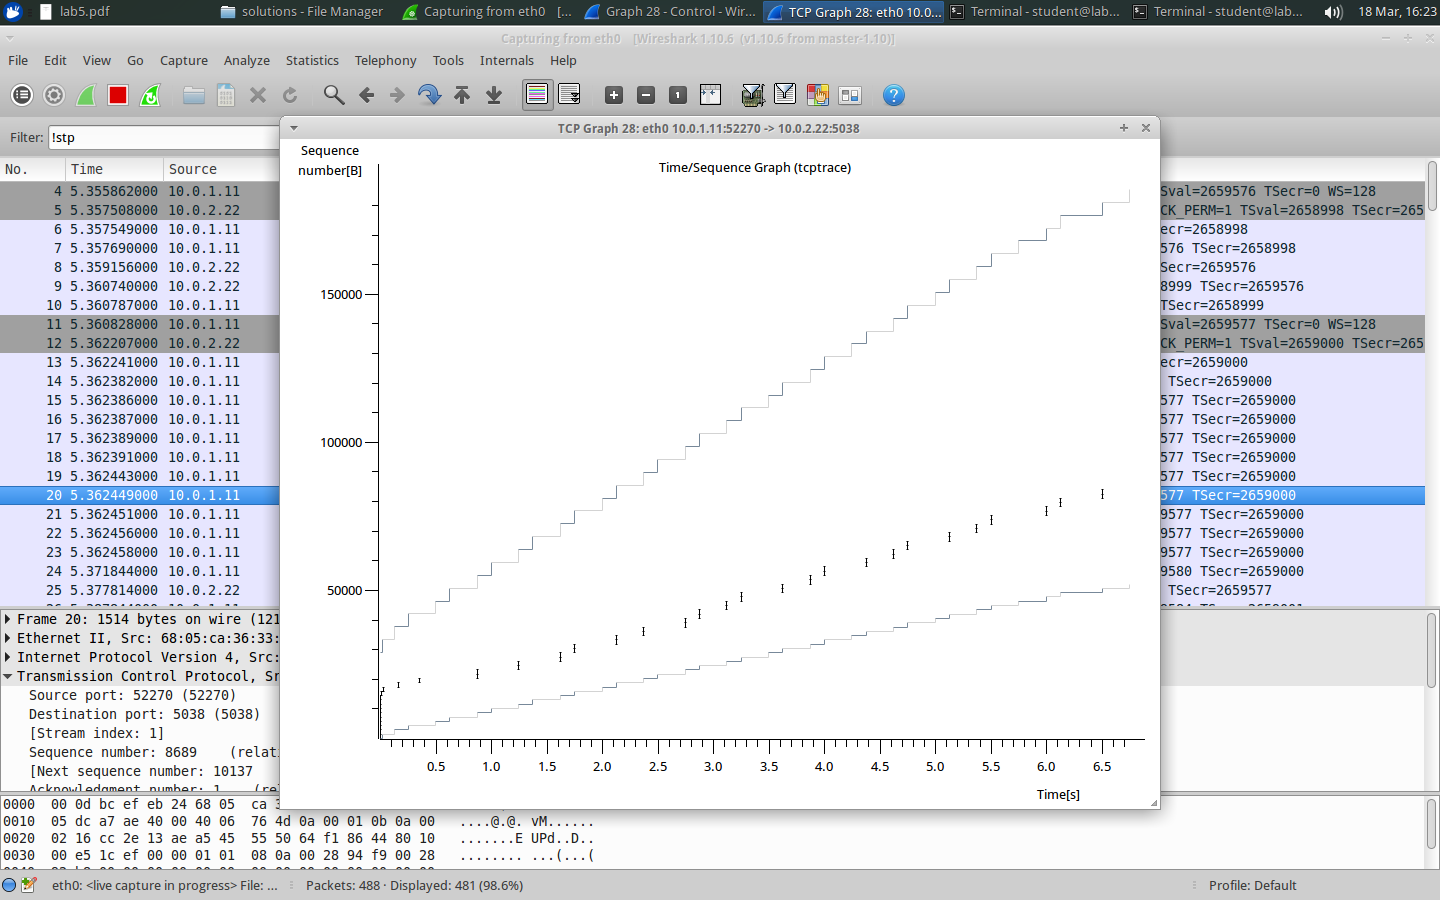 lab5.pdf
solutions - File Manager
Capturing from eth0 [...
Graph 28 - Control - Wir...
TCP Graph 28: eth0 10.0...
Terminal - student@lab...
Terminal - student@lab...
18 Mar, 16:23
Capturing from eth0 [Wireshark 1.10.6 (v1.10.6 from master-1.10)]
File Edit View Go Capture Analyze Statistics Telephony Tools Internals Help
Filter: !stp
TCP Graph 28: eth0 10.0.1.11:52270 -> 10.0.2.22:5038
No. Time Source
4 5.355862000 10.0.1.11 Sval=2659576 TSecr=0 WS=128
5 5.357508000 10.0.2.22 CK_PERM=1 TSval=2658998 TSecr=265
6 5.357549000 10.0.1.11 ecr=2658998
7 5.357690000 10.0.1.11 576 TSecr=2658998
8 5.359156000 10.0.2.22 Secr=2659576
9 5.360740000 10.0.2.22 8999 TSecr=2659576
10 5.360787000 10.0.1.11 TSecr=2658999
11 5.360828000 10.0.1.11 Sval=2659577 TSecr=0 WS=128
12 5.362207000 10.0.2.22 CK_PERM=1 TSval=2659000 TSecr=265
13 5.362241000 10.0.1.11 ecr=2659000
14 5.362382000 10.0.1.11 TSecr=2659000
15 5.362386000 10.0.1.11 577 TSecr=2659000
16 5.362387000 10.0.1.11 577 TSecr=2659000
17 5.362389000 10.0.1.11 577 TSecr=2659000
18 5.362391000 10.0.1.11 577 TSecr=2659000
19 5.362443000 10.0.1.11 577 TSecr=2659000
20 5.362449000 10.0.1.11 577 TSecr=2659000
21 5.362451000 10.0.1.11 9577 TSecr=2659000
22 5.362456000 10.0.1.11 9577 TSecr=2659000
23 5.362458000 10.0.1.11 9577 TSecr=2659000
24 5.371844000 10.0.1.11 9580 TSecr=2659000
25 5.377814000 10.0.2.22 TSecr=2659577
Sequence
number[B]
Time/Sequence Graph (tcptrace)
150000
100000
50000
0.5 1.0 1.5 2.0 2.5 3.0 3.5 4.0 4.5 5.0 5.5 6.0 6.5
Time[s]
Frame 20: 1514 bytes on wire (121
Ethernet II, Src: 68:05:ca:36:33:
Internet Protocol Version 4, Src:
Transmission Control Protocol, Sr
Source port: 52270 (52270)
Destination port: 5038 (5038)
[Stream index: 1]
Sequence number: 8689 (relati
[Next sequence number: 10137
Acknowledgment number: 1 (rel
0000 00 0d bc ef eb 24 68 05 ca 3
0010 05 dc a7 ae 40 00 40 06 76 4d 0a 00 01 0b 0a 00 ....@.@. vM......
0020 02 16 cc 2e 13 ae a5 45 55 50 64 f1 86 44 80 10 .......E UPd..D..
0030 00 e5 1c ef 00 00 01 01 08 0a 00 28 94 f9 00 28 ........ ...(...(
eth0: <live capture in progress> File: ...
Packets: 488 · Displayed: 481 (98.6%)
Profile: Default